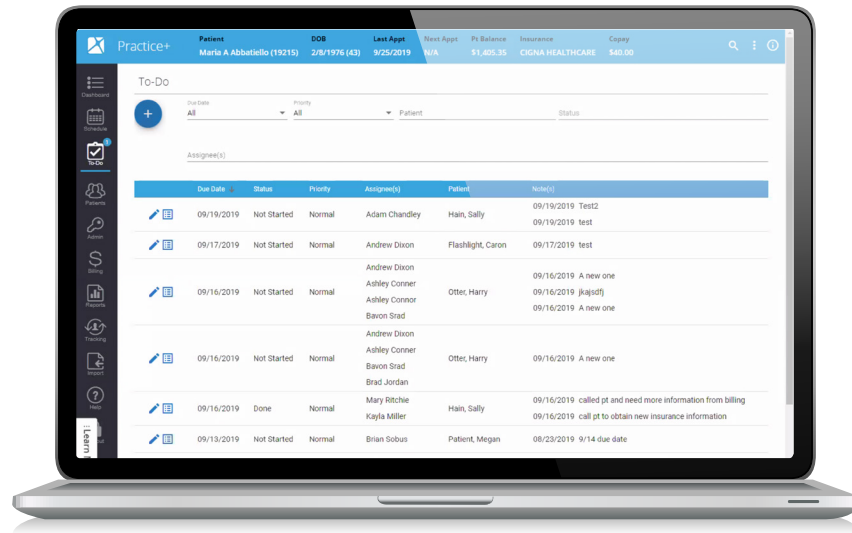 Practice+
Patient DOB Last Appt Next Appt Pt Balance Insurance Copay
Maria A Abbatiello (19215) 2/8/1976 (43) 9/25/2019 N/A $1,405.35 CIGNA HEALTHCARE $40.00
Dashboard
Schedule
1
To-Do
Patients
Admin
Billing
Reports
Tracking
Import
Help
Learn
To-Do
Due Date Priority
All All Patient Status
Assignee(s)
Due Date Status Priority Assignee(s) Patient Note(s)
09/19/2019 Not Started Normal Adam Chandley Hain, Sally 09/19/2019 Test2
09/19/2019 test
09/17/2019 Not Started Normal Andrew Dixon Flashlight, Caron 09/17/2019 test
09/16/2019 Not Started Normal Andrew Dixon Otter, Harry 09/16/2019 A new one
Ashley Conner 09/16/2019 jkajsdfj
Ashley Connor 09/16/2019 A new one
Bavon Srad
09/16/2019 Not Started Normal Andrew Dixon Otter, Harry 09/16/2019 A new one
Ashley Conner
Bavon Srad
Brad Jordan
09/16/2019 Done Normal Mary Ritchie Hain, Sally 09/16/2019 called pt and need more information from billing
Kayla Miller 09/16/2019 call pt to obtain new insurance information
09/13/2019 Not Started Normal Brian Sobus Patient, Megan 08/23/2019 9/14 due date